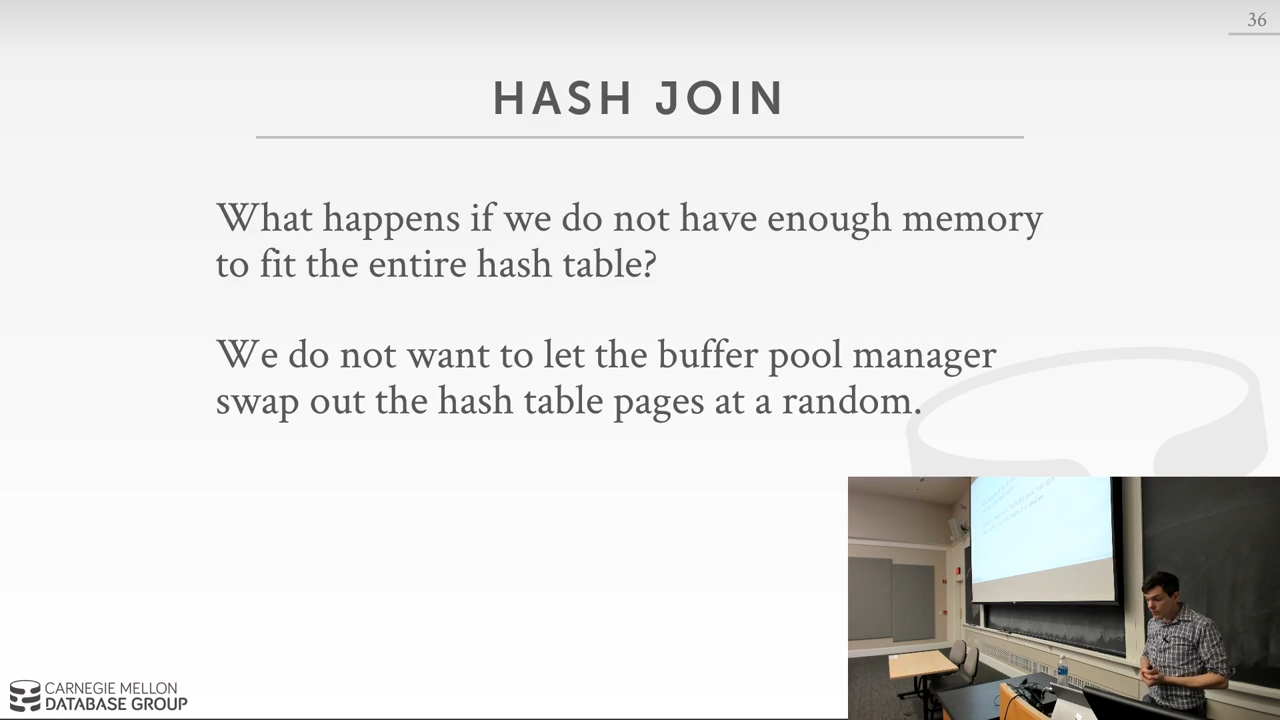 36
HASH JOIN
What happens if we do not have enough memory
to fit the entire hash table?
We do not want to let the buffer pool manager
swap out the hash table pages at a random.
CARNEGIE MELLON
DATABASE GROUP